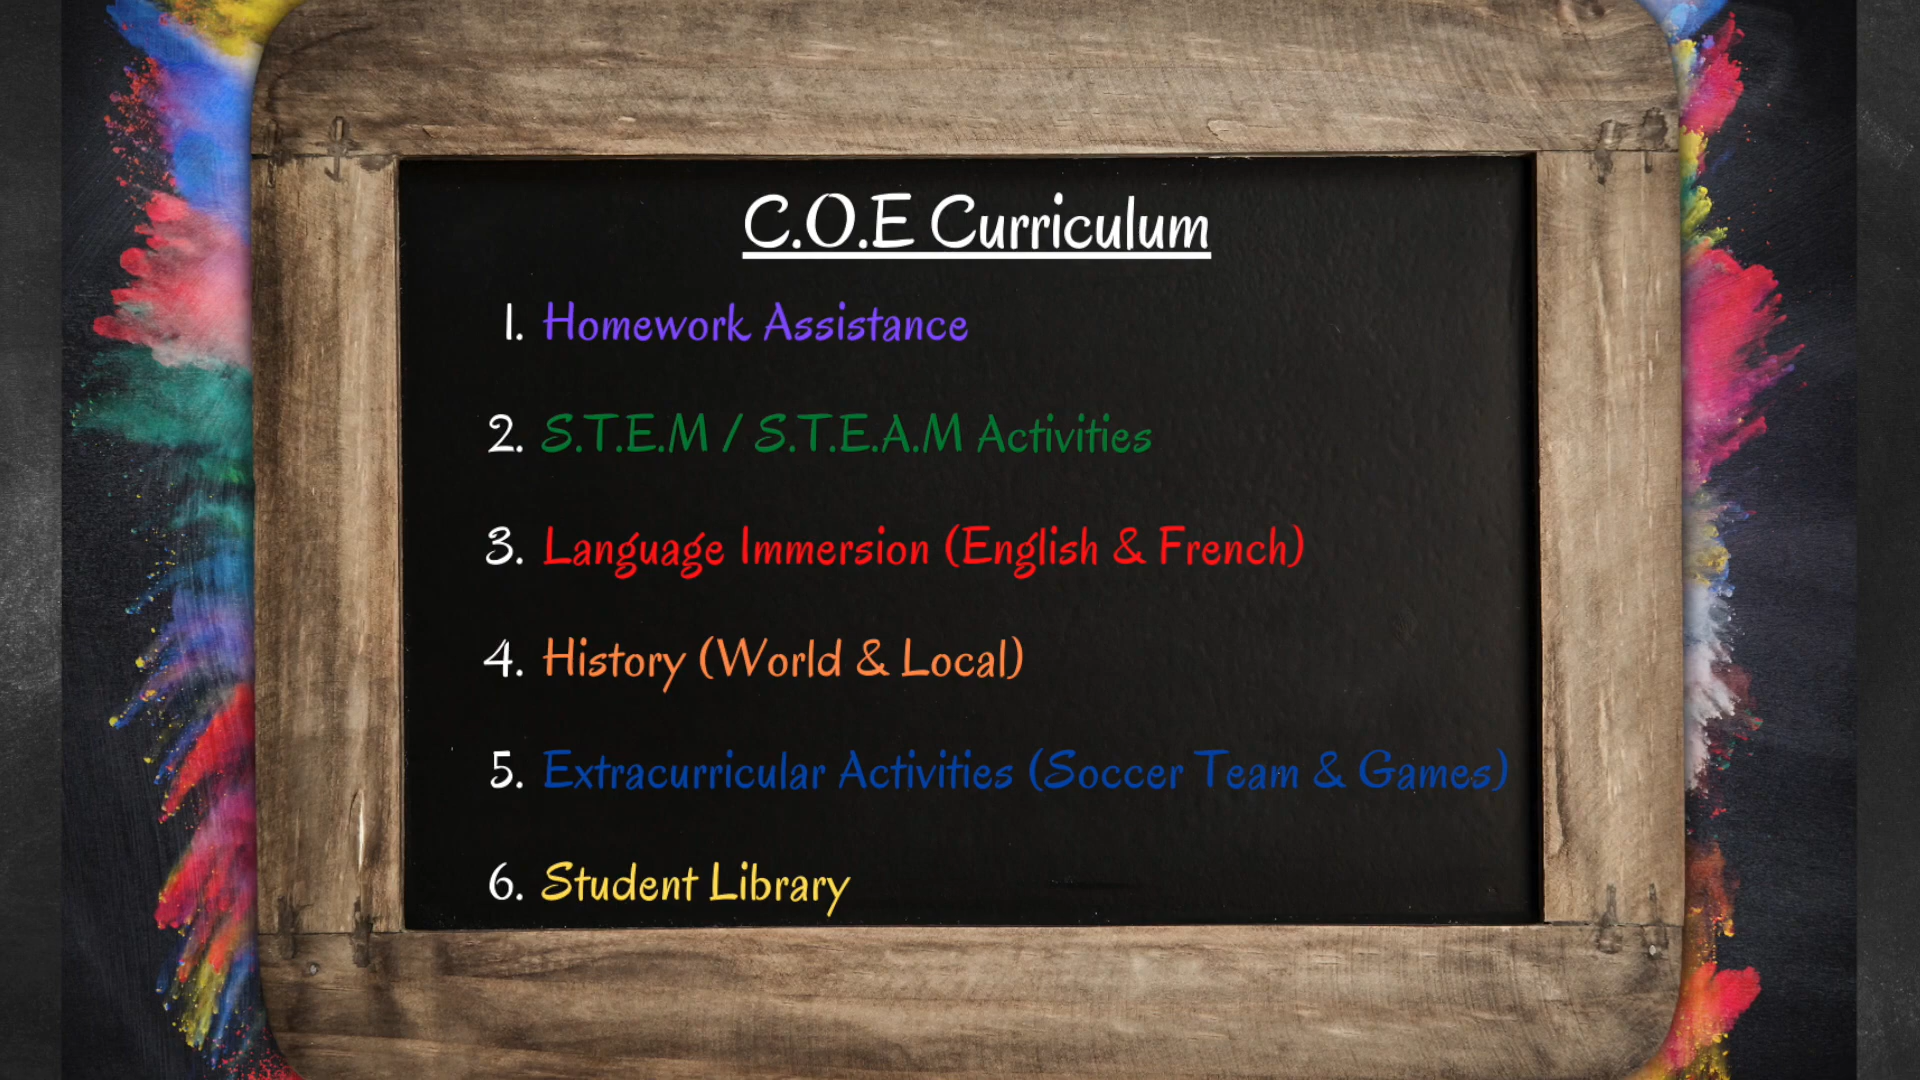 C.O.E Curriculum
1. Homework Assistance
2. S.T.E.M / S.T.E.A.M Activities
3. Language Immersion (English & French)
4. History (World & Local)
5. Extracurricular Activities (Soccer Team & Games)
6. Student Library